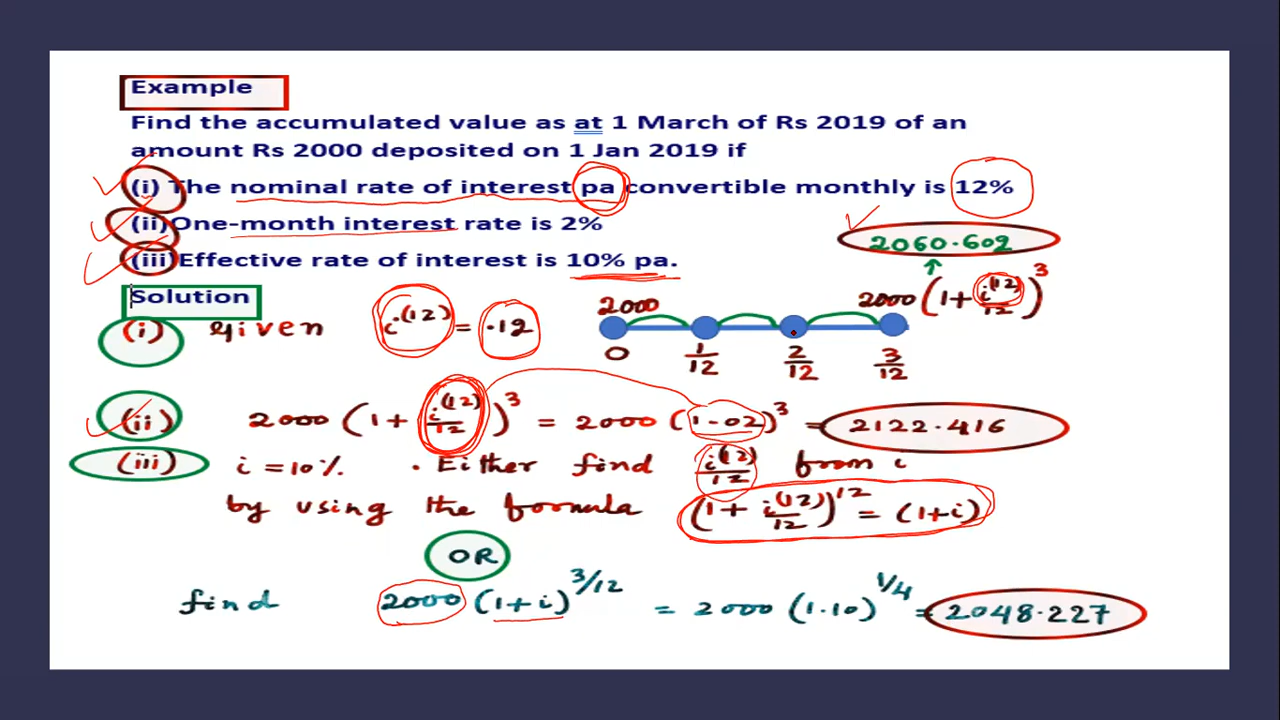 Example
Find the accumulated value as at 1 March of Rs 2019 of an
amount Rs 2000 deposited on 1 Jan 2019 if
(i) The nominal rate of interest pa convertible monthly is 12%
(ii) One-month interest rate is 2%
(iii) Effective rate of interest is 10% pa.
2060.602
Solution
2000
2000 (1 + i^(12)/12)^3
(i) Given i^(12) = .12
0 1/12 2/12 3/12
(ii) 2000 (1 + i^(12)/12)^3 = 2000 (1.02)^3 = 2122.416
(iii) i = 10%. Either find i^(12)/12 from i
by using the formula (1 + i^(12)/12)^12 = (1+i)
OR
find 2000 (1+i)^3/12 = 2000 (1.10)^1/4 = 2048.227